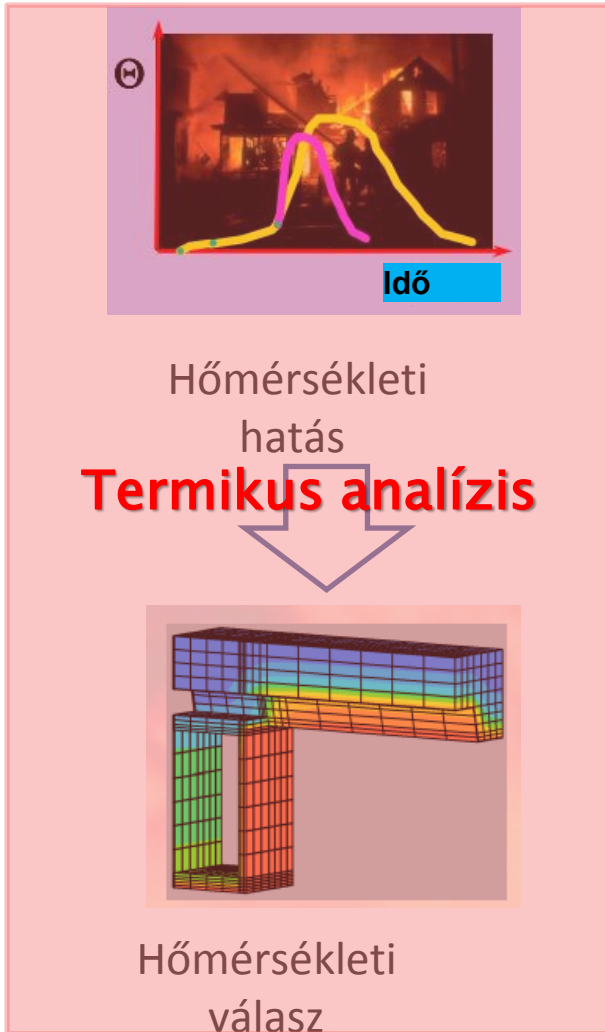 Θ
Idő
Hőmérsékleti
hatás
Termikus analízis
Hőmérsékleti
válasz